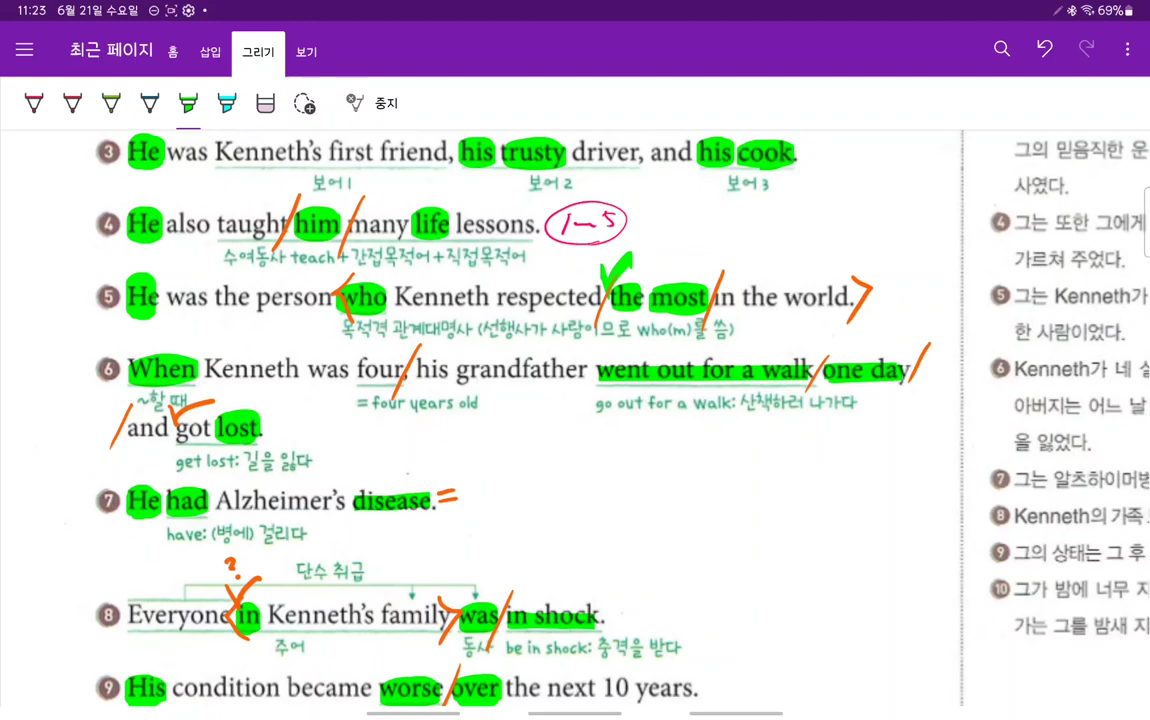 11:23 6월 21일 수요일 69%
최근 페이지 홈 삽입 그리기 보기
중지
③ He was Kenneth's first friend, his trusty driver, and his cook.
보어 1 보어 2 보어 3
④ He also taught him many life lessons. 1~5
수여동사 teach+간접목적어+직접목적어
⑤ He was the person who Kenneth respected the most in the world.
목적격 관계대명사 (선행사가 사람이므로 who(m)를 씀)
⑥ When Kenneth was four, his grandfather went out for a walk one day,
~할 때 = four years old go out for a walk: 산책하러 나가다
and got lost.
get lost: 길을 잃다
⑦ He had Alzheimer's disease. =
have: (병에) 걸리다
?
단수 취급
⑧ Everyone in Kenneth's family was in shock.
주어 동사 be in shock: 충격을 받다
⑨ His condition became worse over the next 10 years.
그의 믿음직한 운
사였다.
④ 그는 또한 그에게
가르쳐 주었다.
⑤ 그는 Kenneth가
한 사람이었다.
⑥ Kenneth가 네 살
아버지는 어느 날
을 잃었다.
⑦ 그는 알츠하이머병
⑧ Kenneth의 가족
⑨ 그의 상태는 그 후
⑩ 그가 밤에 너무 자
가는 그를 밤새 지